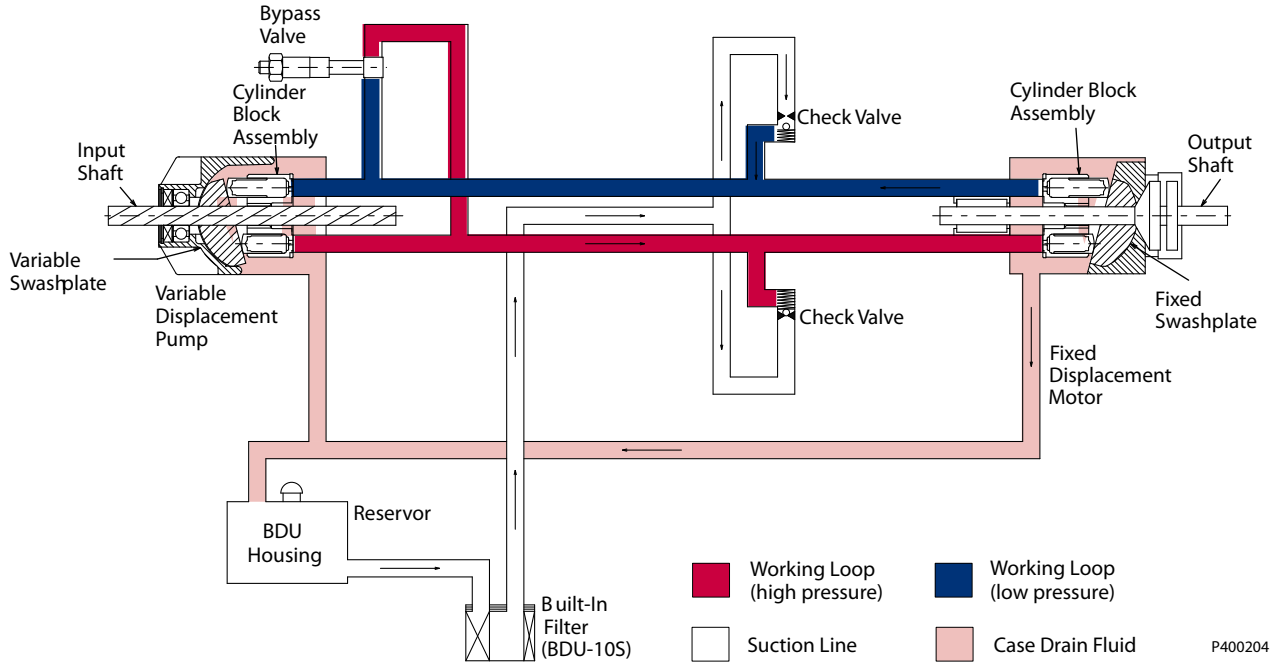 Bypass
Valve
Cylinder
Block
Assembly
Input
Shaft
Variable
Swashplate
Variable
Displacement
Pump
Check Valve
Cylinder Block
Assembly
Output
Shaft
Check Valve
Fixed
Swashplate
Fixed
Displacement
Motor
Reservor
BDU
Housing
Built-In
Filter
(BDU-10S)
Working Loop
(high pressure)
Working Loop
(low pressure)
Suction Line
Case Drain Fluid
P400204